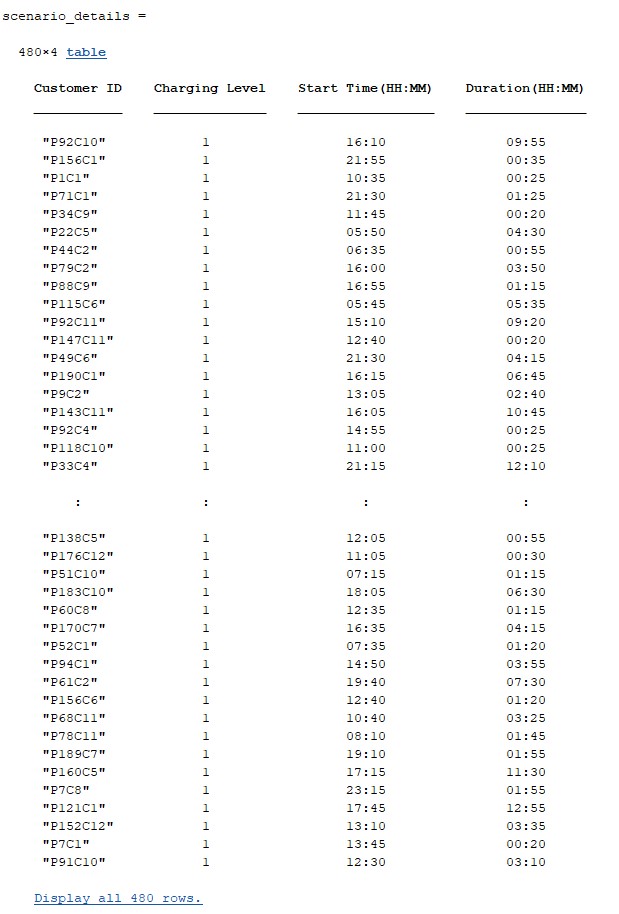 scenario_details =
480×4 table
Customer ID Charging Level Start Time(HH:MM) Duration(HH:MM)
"P92C10" 1 16:10 09:55
"P156C1" 1 21:55 00:35
"P1C1" 1 10:35 00:25
"P71C1" 1 21:30 01:25
"P34C9" 1 11:45 00:20
"P22C5" 1 05:50 04:30
"P44C2" 1 06:35 00:55
"P79C2" 1 16:00 03:50
"P88C9" 1 16:55 01:15
"P115C6" 1 05:45 05:35
"P92C11" 1 15:10 09:20
"P147C11" 1 12:40 00:20
"P49C6" 1 21:30 04:15
"P190C1" 1 16:15 06:45
"P9C2" 1 13:05 02:40
"P143C11" 1 16:05 10:45
"P92C4" 1 14:55 00:25
"P118C10" 1 11:00 00:25
"P33C4" 1 21:15 12:10
: : : :
"P138C5" 1 12:05 00:55
"P176C12" 1 11:05 00:30
"P51C10" 1 07:15 01:15
"P183C10" 1 18:05 06:30
"P60C8" 1 12:35 01:15
"P170C7" 1 16:35 04:15
"P52C1" 1 07:35 01:20
"P94C1" 1 14:50 03:55
"P61C2" 1 19:40 07:30
"P156C6" 1 12:40 01:20
"P68C11" 1 10:40 03:25
"P78C11" 1 08:10 01:45
"P189C7" 1 19:10 01:55
"P160C5" 1 17:15 11:30
"P7C8" 1 23:15 01:55
"P121C1" 1 17:45 12:55
"P152C12" 1 13:10 03:35
"P7C1" 1 13:45 00:20
"P91C10" 1 12:30 03:10
Display all 480 rows.